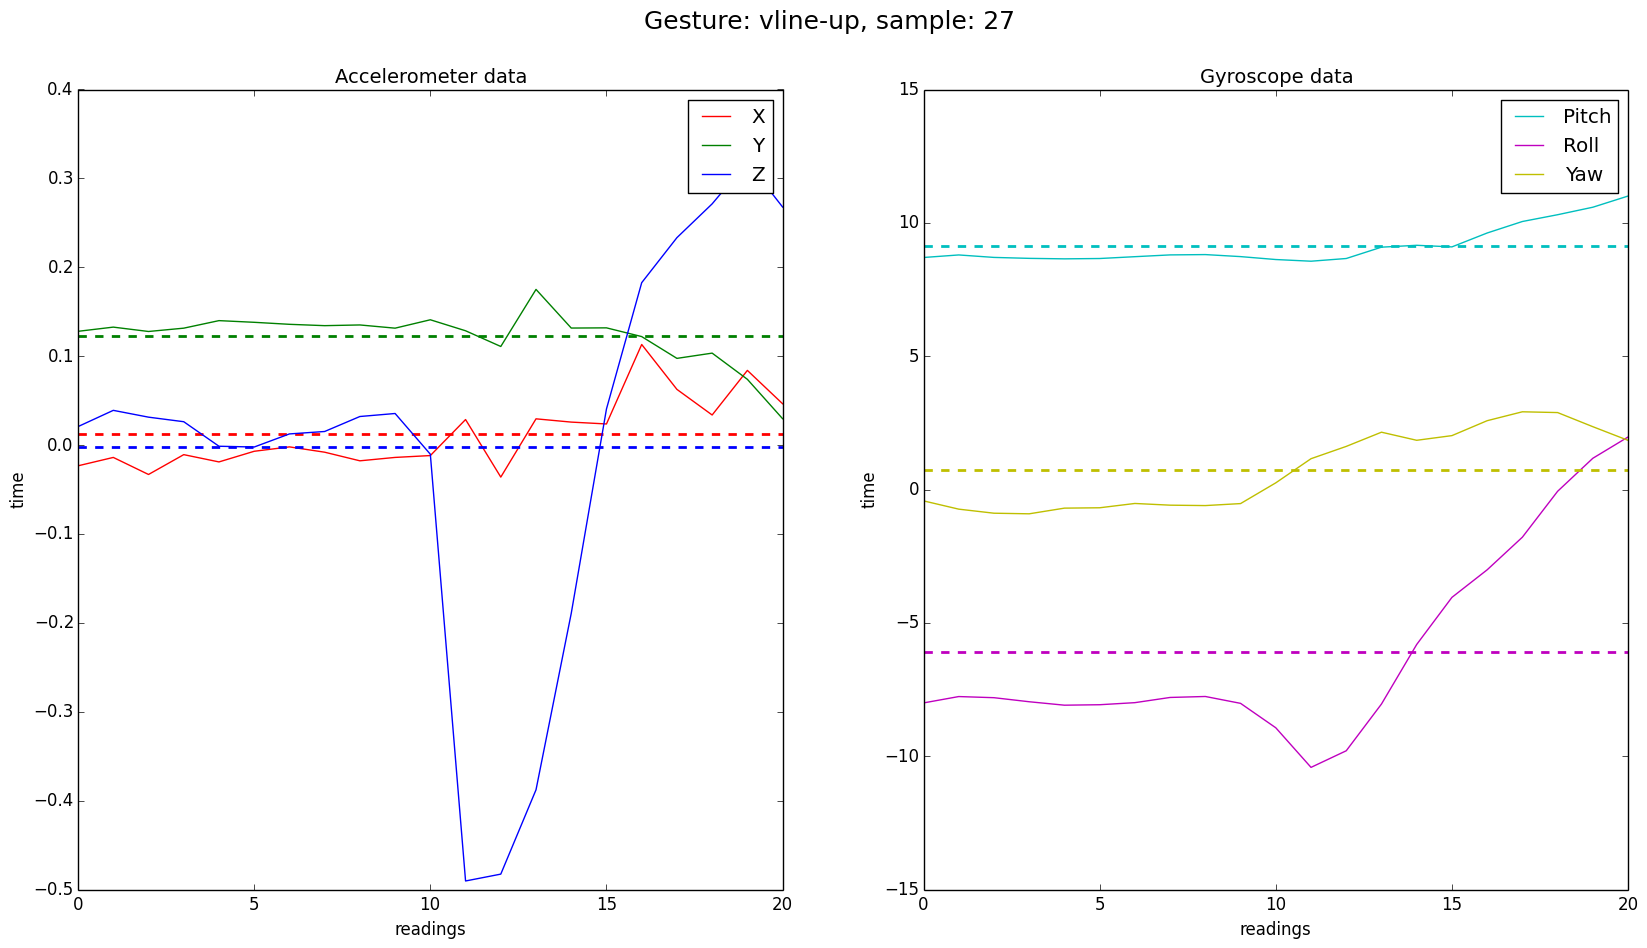 Gesture: vline-up, sample: 27
Accelerometer data
0.4
0.3
0.2
0.1
0.0
−0.1
−0.2
−0.3
−0.4
−0.5
time
X
Y
Z
0 5 10 15 20
readings
Gyroscope data
15
10
5
0
−5
−10
−15
time
Pitch
Roll
Yaw
0 5 10 15 20
readings